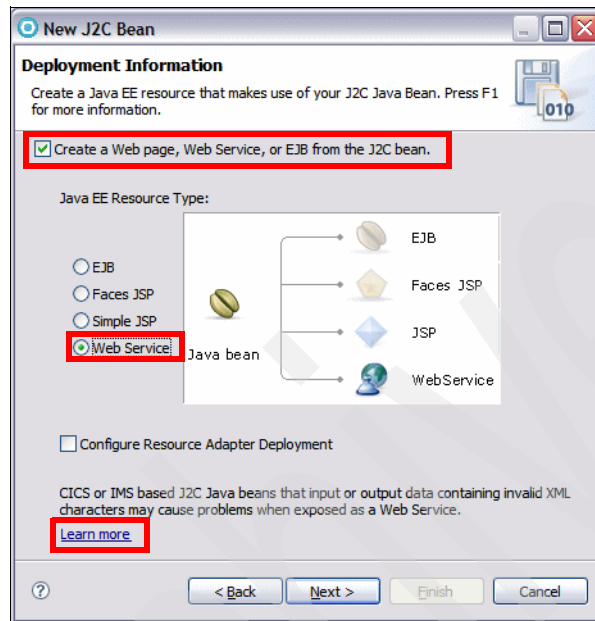 New J2C Bean
Deployment Information
Create a Java EE resource that makes use of your J2C Java Bean. Press F1
for more information.
010
Create a Web page, Web Service, or EJB from the J2C bean.
Java EE Resource Type:
EJB
Faces JSP
Simple JSP
Web Service
Java bean
EJB
Faces JSP
JSP
WebService
Configure Resource Adapter Deployment
CICS or IMS based J2C Java beans that input or output data containing invalid XML
characters may cause problems when exposed as a Web Service.
Learn more
?
< Back
Next >
Finish
Cancel